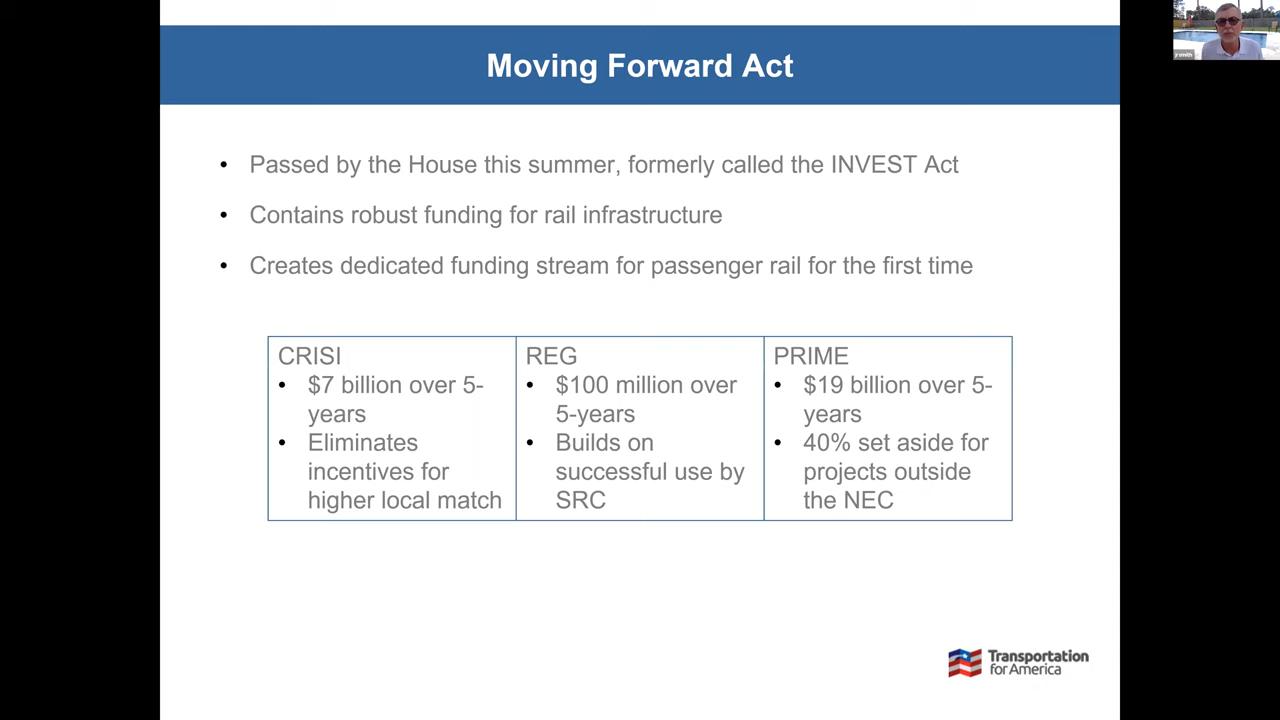 Moving Forward Act
• Passed by the House this summer, formerly called the INVEST Act
• Contains robust funding for rail infrastructure
• Creates dedicated funding stream for passenger rail for the first time
CRISI
• $7 billion over 5-
years
• Eliminates
incentives for
higher local match
REG
• $100 million over
5-years
• Builds on
successful use by
SRC
PRIME
• $19 billion over 5-
years
• 40% set aside for
projects outside
the NEC
Transportation
for America